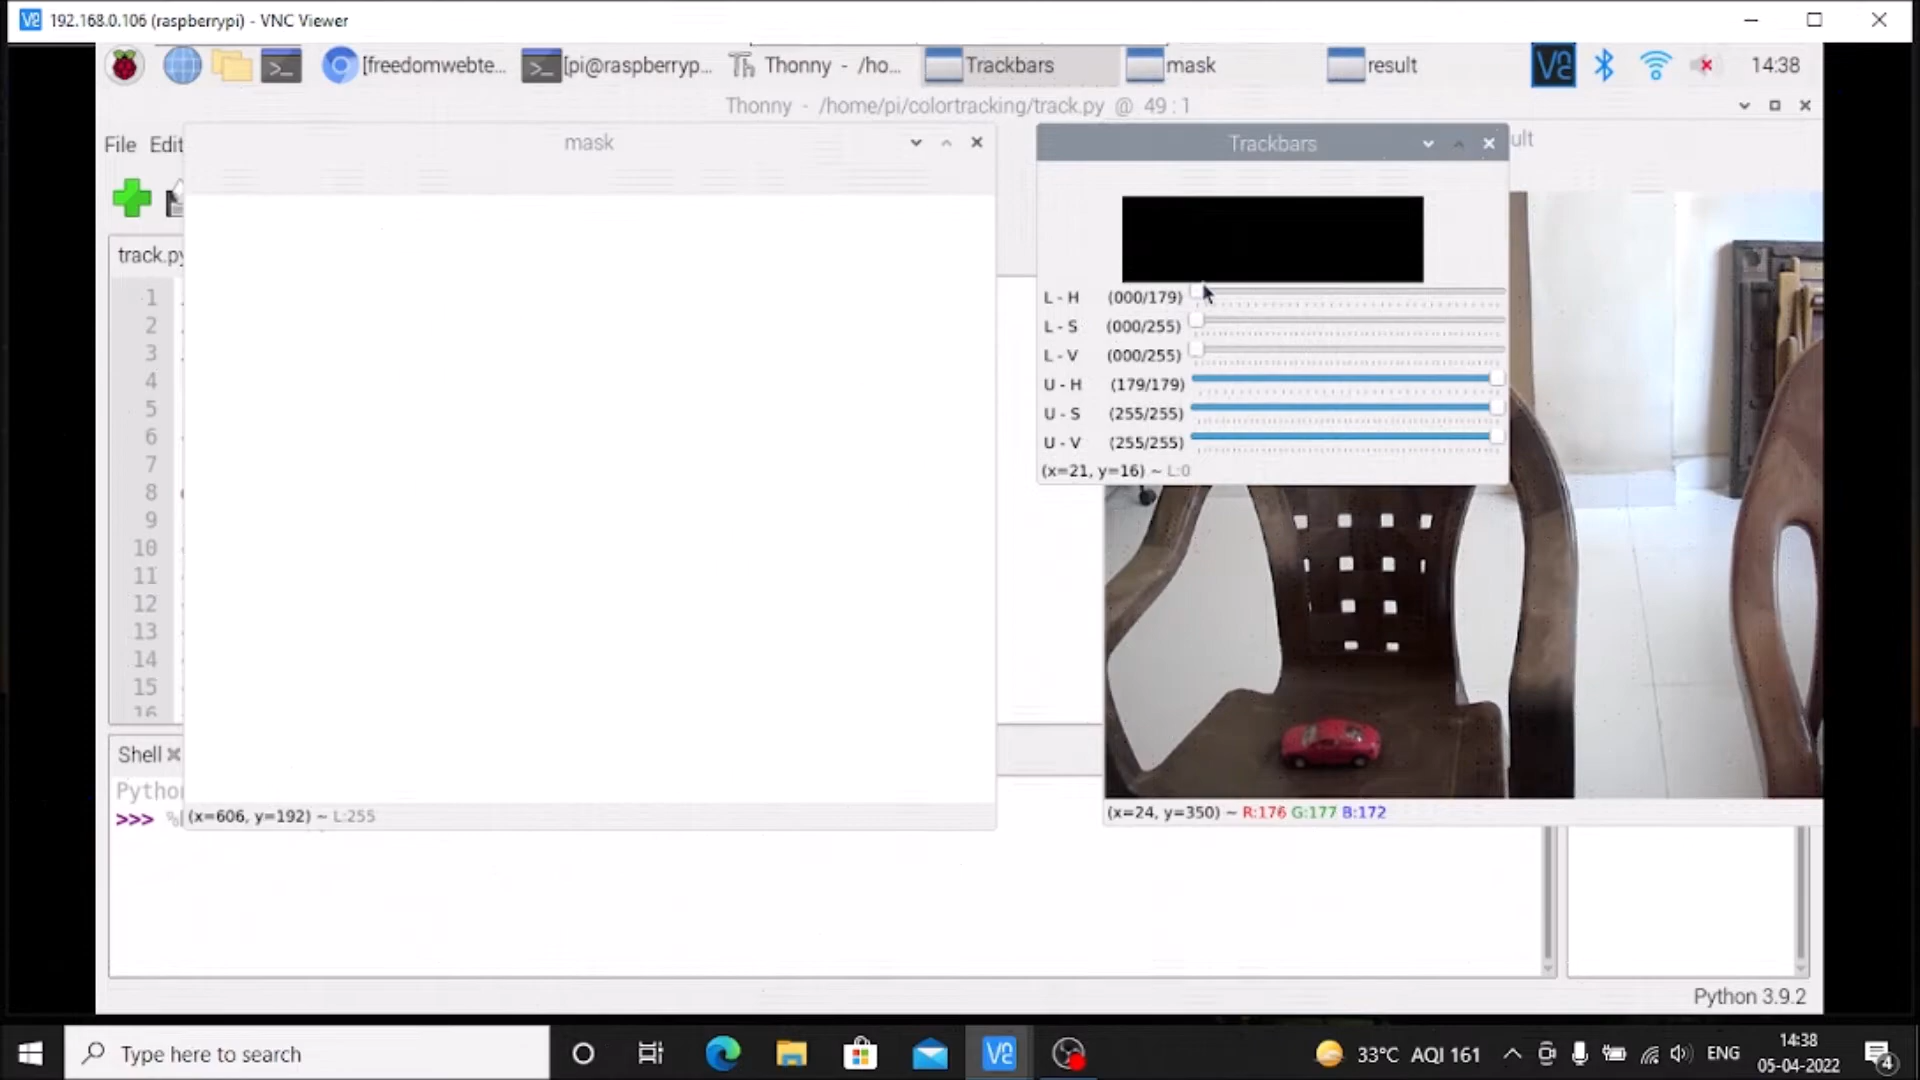 192.168.0.106 (raspberrypi) - VNC Viewer
[freedomwebte... [pi@raspberryp... Thonny - /ho... Trackbars mask result 14:38
Thonny - /home/pi/colortracking/track.py @ 49 : 1
File Edit
mask
Trackbars
ult
track.py
1
2
3
4
5
6
7
8
9
10
11
12
13
14
15
16
L - H (000/179)
L - S (000/255)
L - V (000/255)
U - H (179/179)
U - S (255/255)
U - V (255/255)
(x=21, y=16) ~ L:0
Shell
Pythor
>>> %
(x=606, y=192) ~ L:255
(x=24, y=350) ~ R:176 G:177 B:172
Python 3.9.2
Type here to search
33°C AQI 161
ENG
14:38
05-04-2022
4